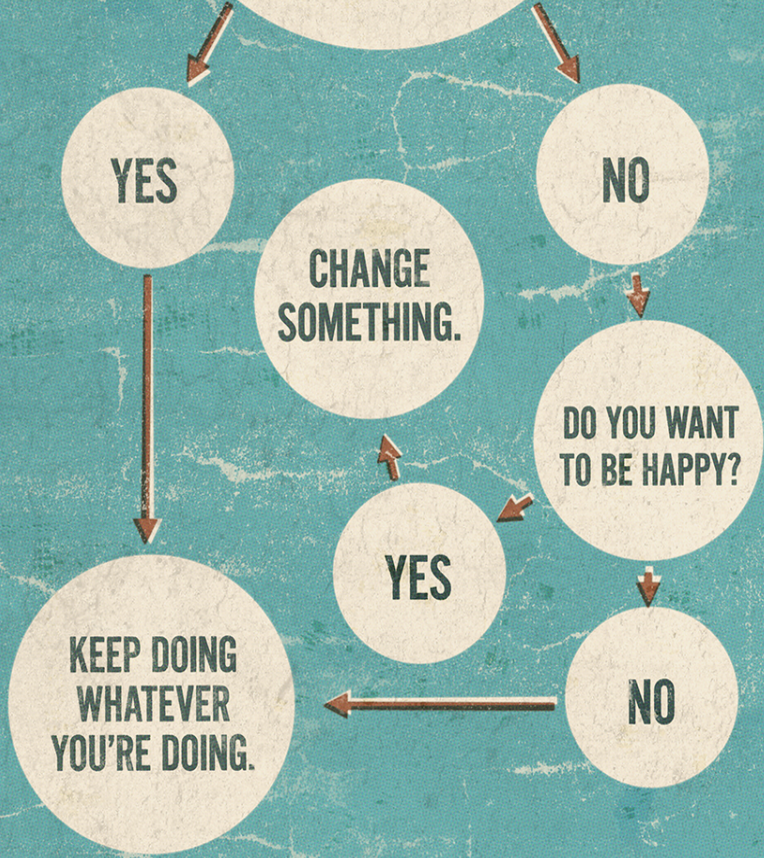 YES
NO
CHANGE
SOMETHING.
DO YOU WANT
TO BE HAPPY?
YES
KEEP DOING
WHATEVER
YOU'RE DOING.
NO